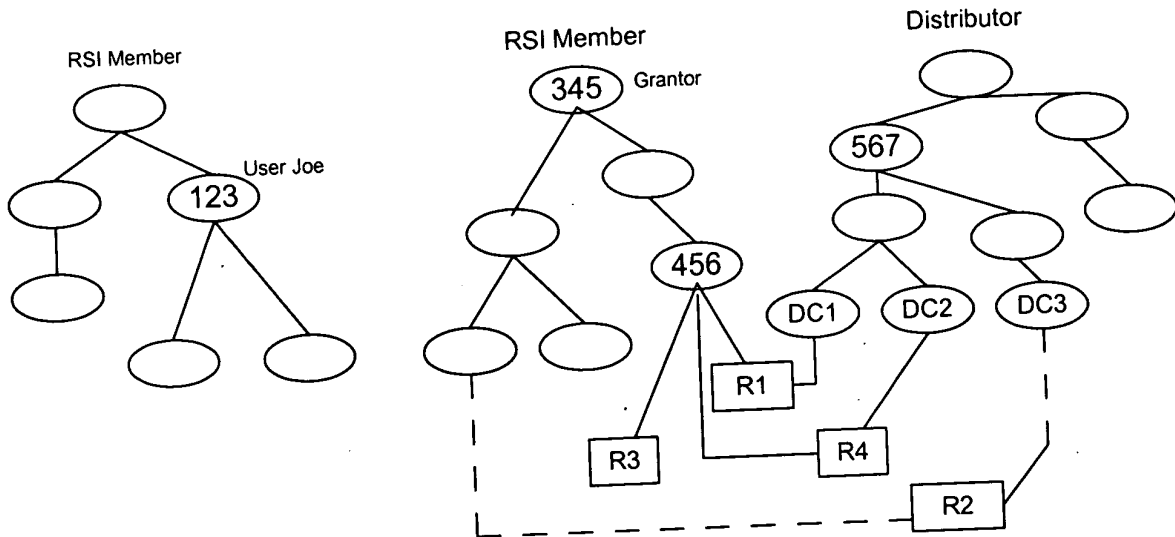 RSI Member
User Joe
123
RSI Member
345
Grantor
456
Distributor
567
DC1
DC2
DC3
R1
R3
R4
R2